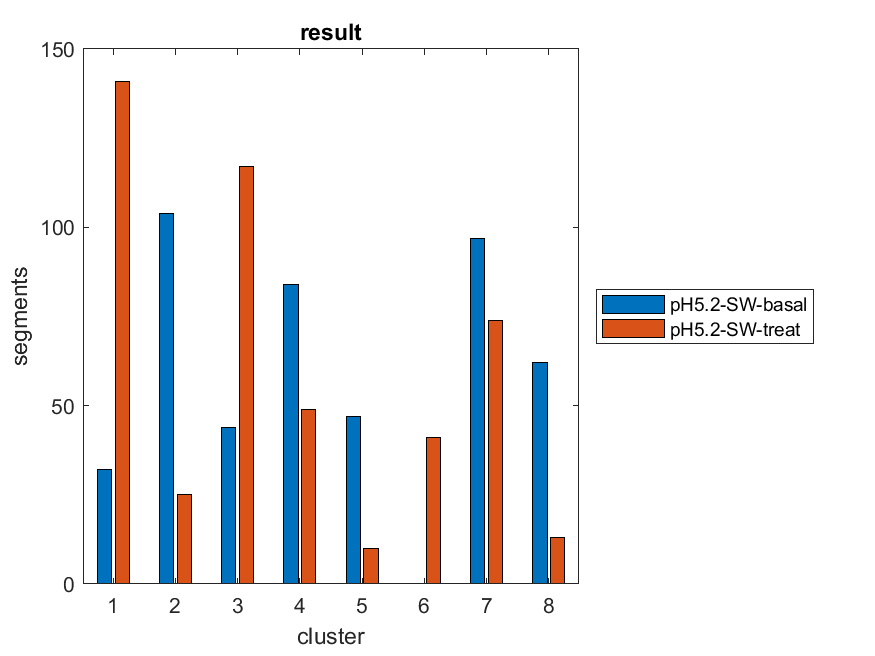 result
150
100
50
0
segments
1 2 3 4 5 6 7 8
cluster
pH5.2-SW-basal
pH5.2-SW-treat